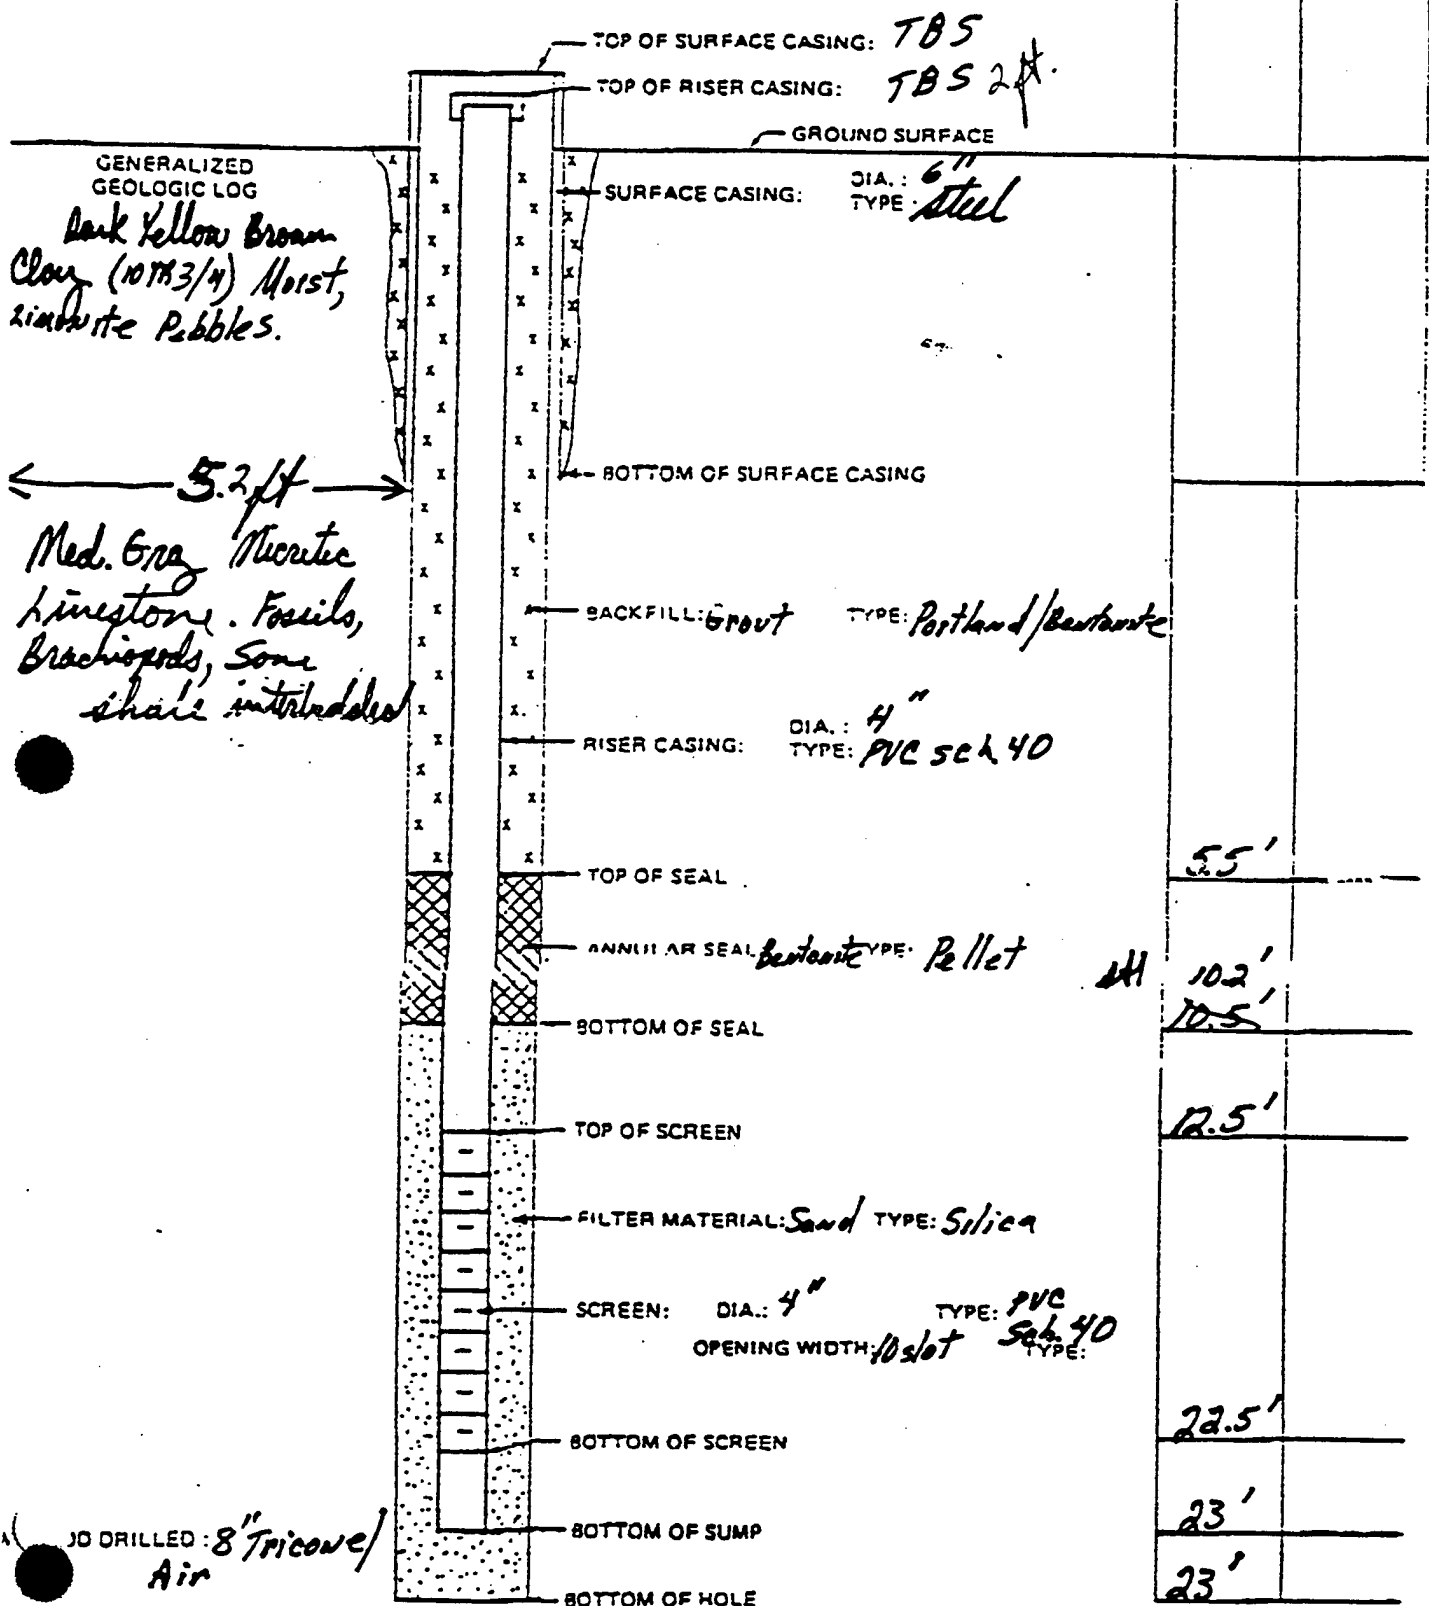 TOP OF SURFACE CASING: TBS
TOP OF RISER CASING: TBS 2 ft.
GROUND SURFACE
GENERALIZED
GEOLOGIC LOG
Dark Yellow Brown
Clay (10YR3/4) Moist,
Limonite Pebbles.
SURFACE CASING: DIA.: 6"
TYPE: Steel
5.2 ft
BOTTOM OF SURFACE CASING
Med. Gray Micritic
Limestone. Fossils,
Brachiopods, Some
shale interbedded
BACKFILL: Grout TYPE: Portland/Bentonite
RISER CASING: DIA.: 4"
TYPE: PVC sch. 40
TOP OF SEAL 5.5'
ANNULAR SEAL Bentonite TYPE: Pellet
10.2'
10.5'
BOTTOM OF SEAL
TOP OF SCREEN 12.5'
FILTER MATERIAL: Sand TYPE: Silica
SCREEN: DIA.: 4" TYPE: PVC
Sch. 40
OPENING WIDTH: 10 slot TYPE:
BOTTOM OF SCREEN 22.5'
BOTTOM OF SUMP 23'
DRILLED: 8" Tricone/
Air
BOTTOM OF HOLE 23'